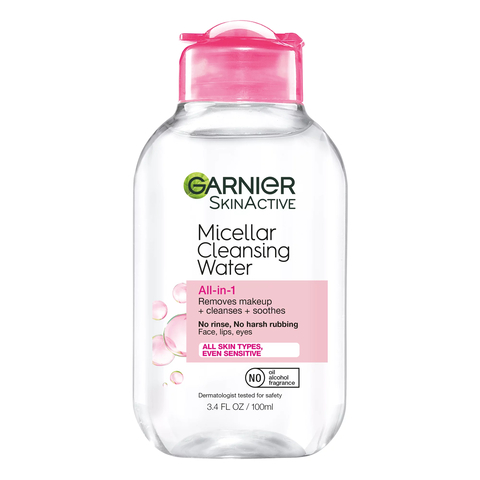 GARNIER
SKINACTIVE
Micellar
Cleansing
Water
All-in-1
Removes makeup
+ cleanses + soothes
No rinse, No harsh rubbing
Face, lips, eyes
ALL SKIN TYPES,
EVEN SENSITIVE
NO
oil
alcohol
fragrance
Dermatologist tested for safety
3.4 FL OZ / 100ml